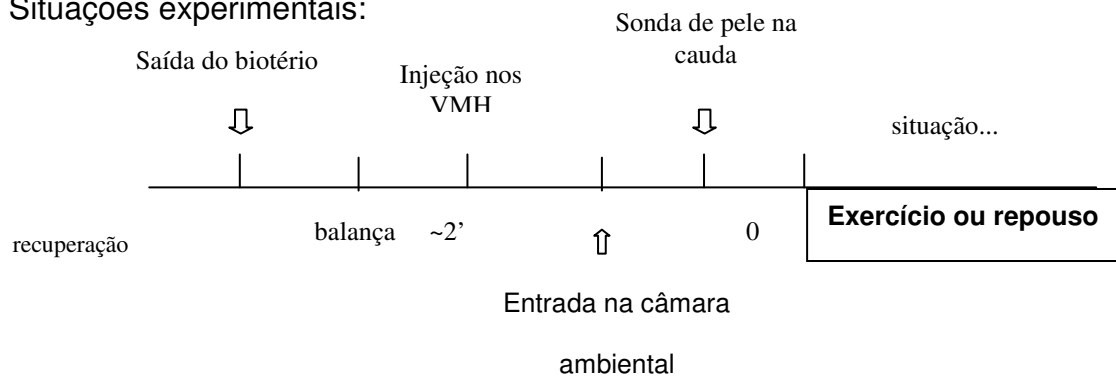 Situações experimentais:
Sonda de pele na
cauda
Saída do biotério
Injeção nos
VMH
situação...
recuperação
balança
~2'
0
Exercício ou repouso
Entrada na câmara
ambiental